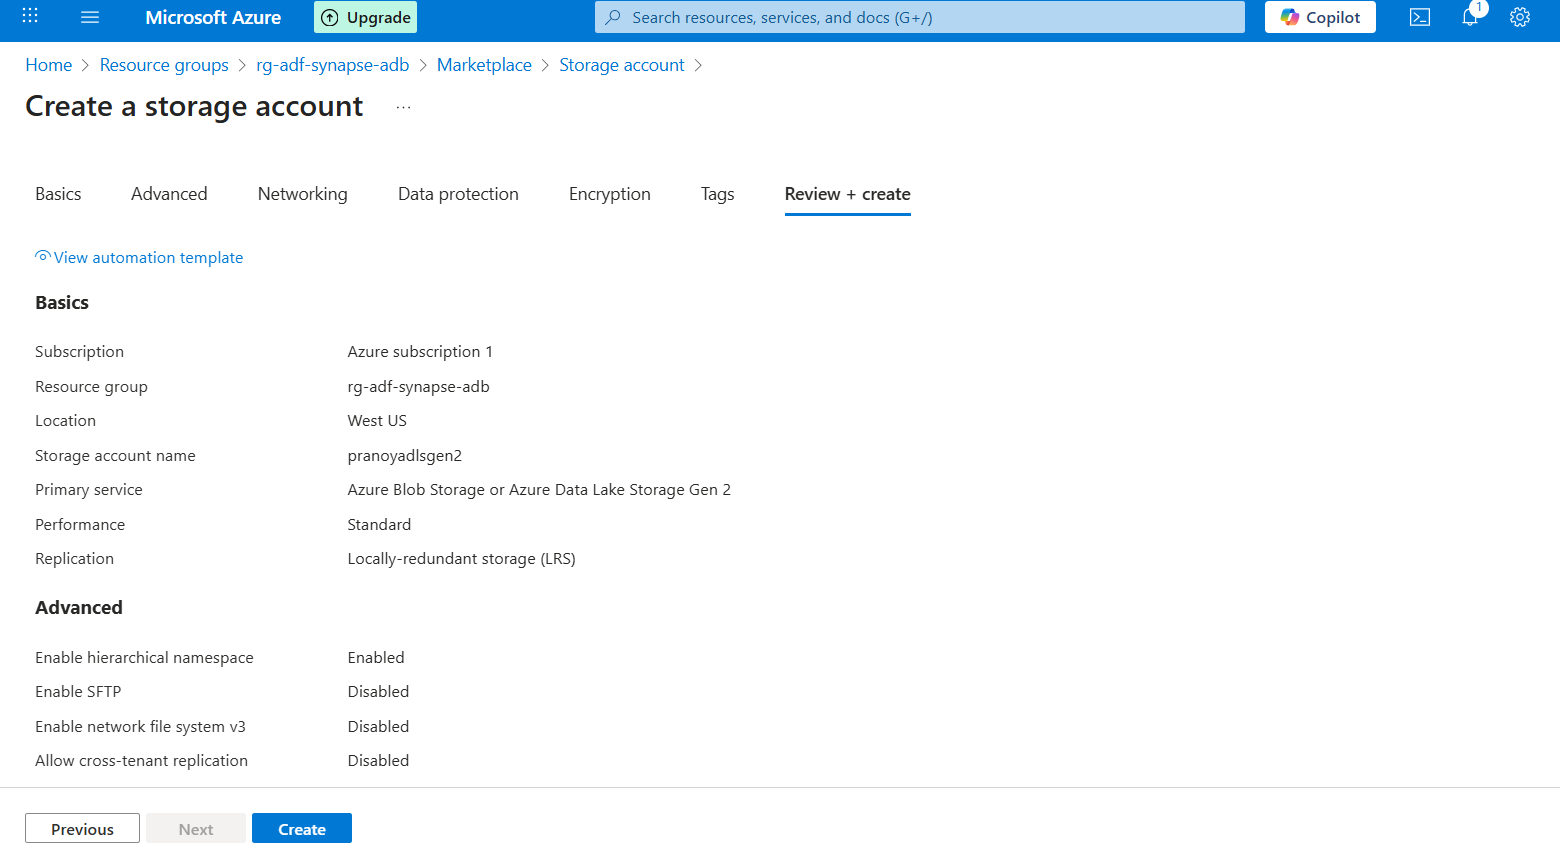 Microsoft Azure Upgrade Search resources, services, and docs (G+/) Copilot 1
Home > Resource groups > rg-adf-synapse-adb > Marketplace > Storage account >
Create a storage account ...
Basics Advanced Networking Data protection Encryption Tags Review + create
View automation template
Basics
Subscription Azure subscription 1
Resource group rg-adf-synapse-adb
Location West US
Storage account name pranoyadlsgen2
Primary service Azure Blob Storage or Azure Data Lake Storage Gen 2
Performance Standard
Replication Locally-redundant storage (LRS)
Advanced
Enable hierarchical namespace Enabled
Enable SFTP Disabled
Enable network file system v3 Disabled
Allow cross-tenant replication Disabled
Previous Next Create